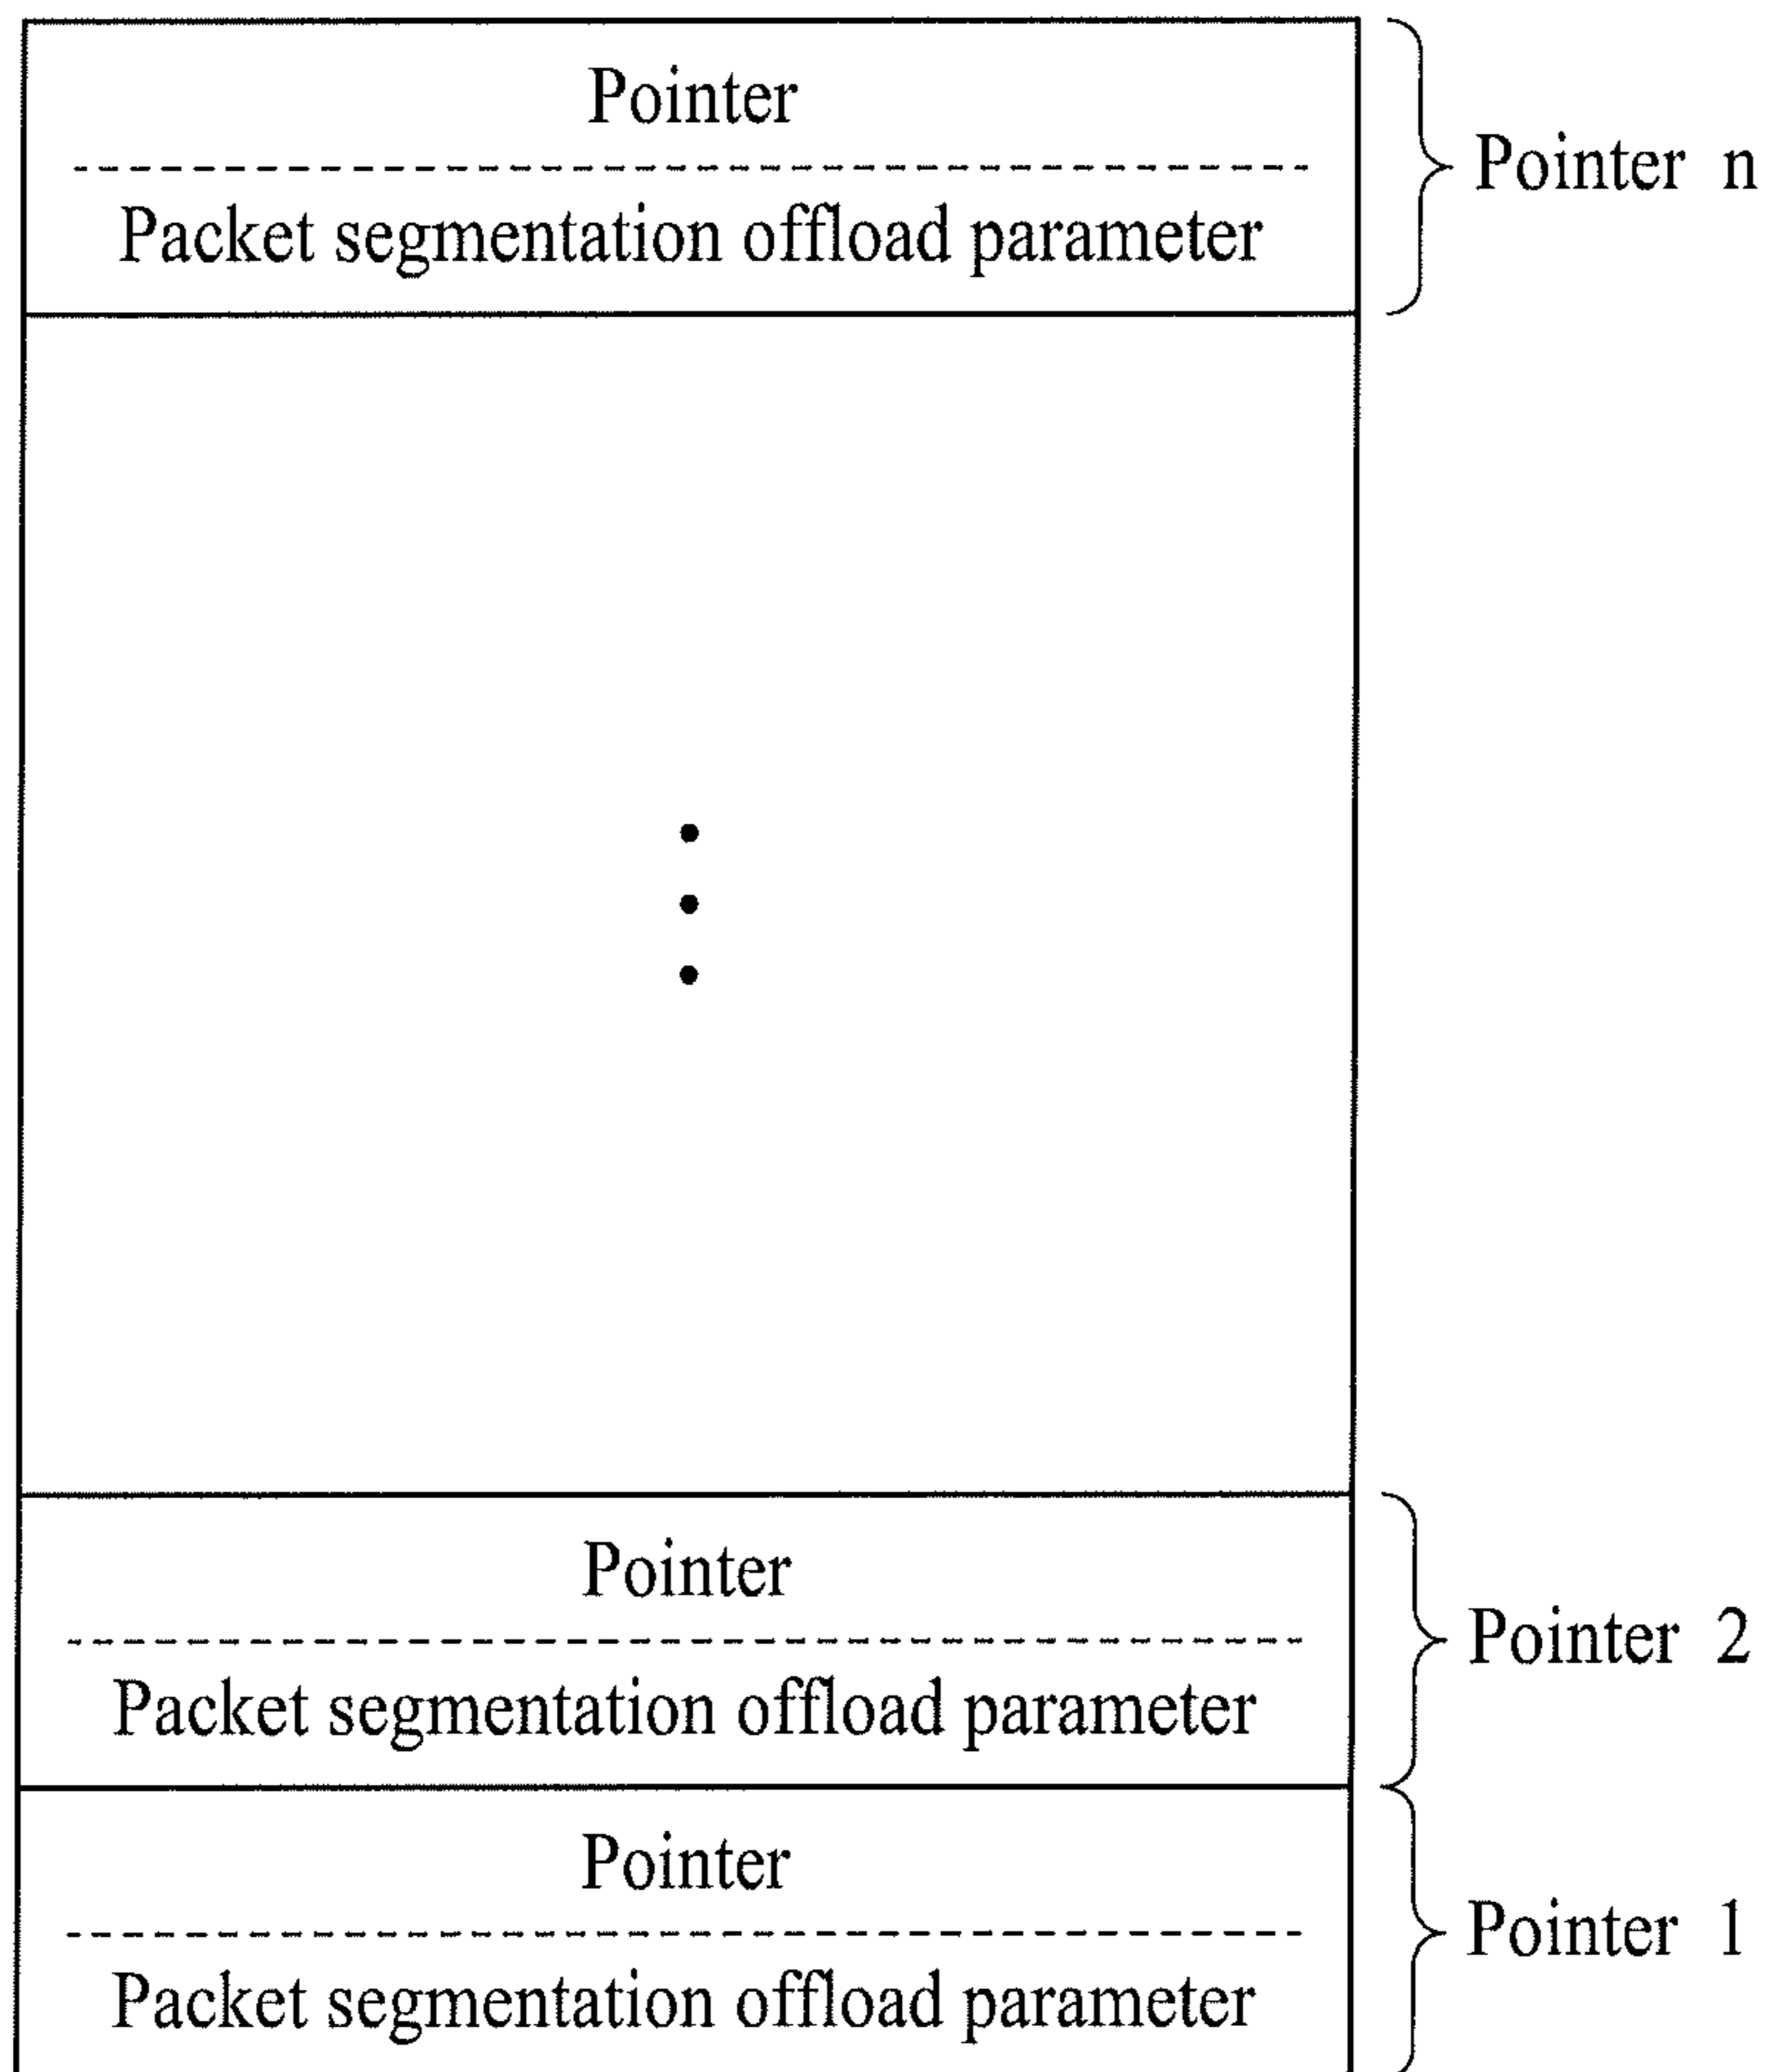 Pointer
Pointer n
Packet segmentation offload parameter
Pointer
Pointer 2
Packet segmentation offload parameter
Pointer
Pointer 1
Packet segmentation offload parameter